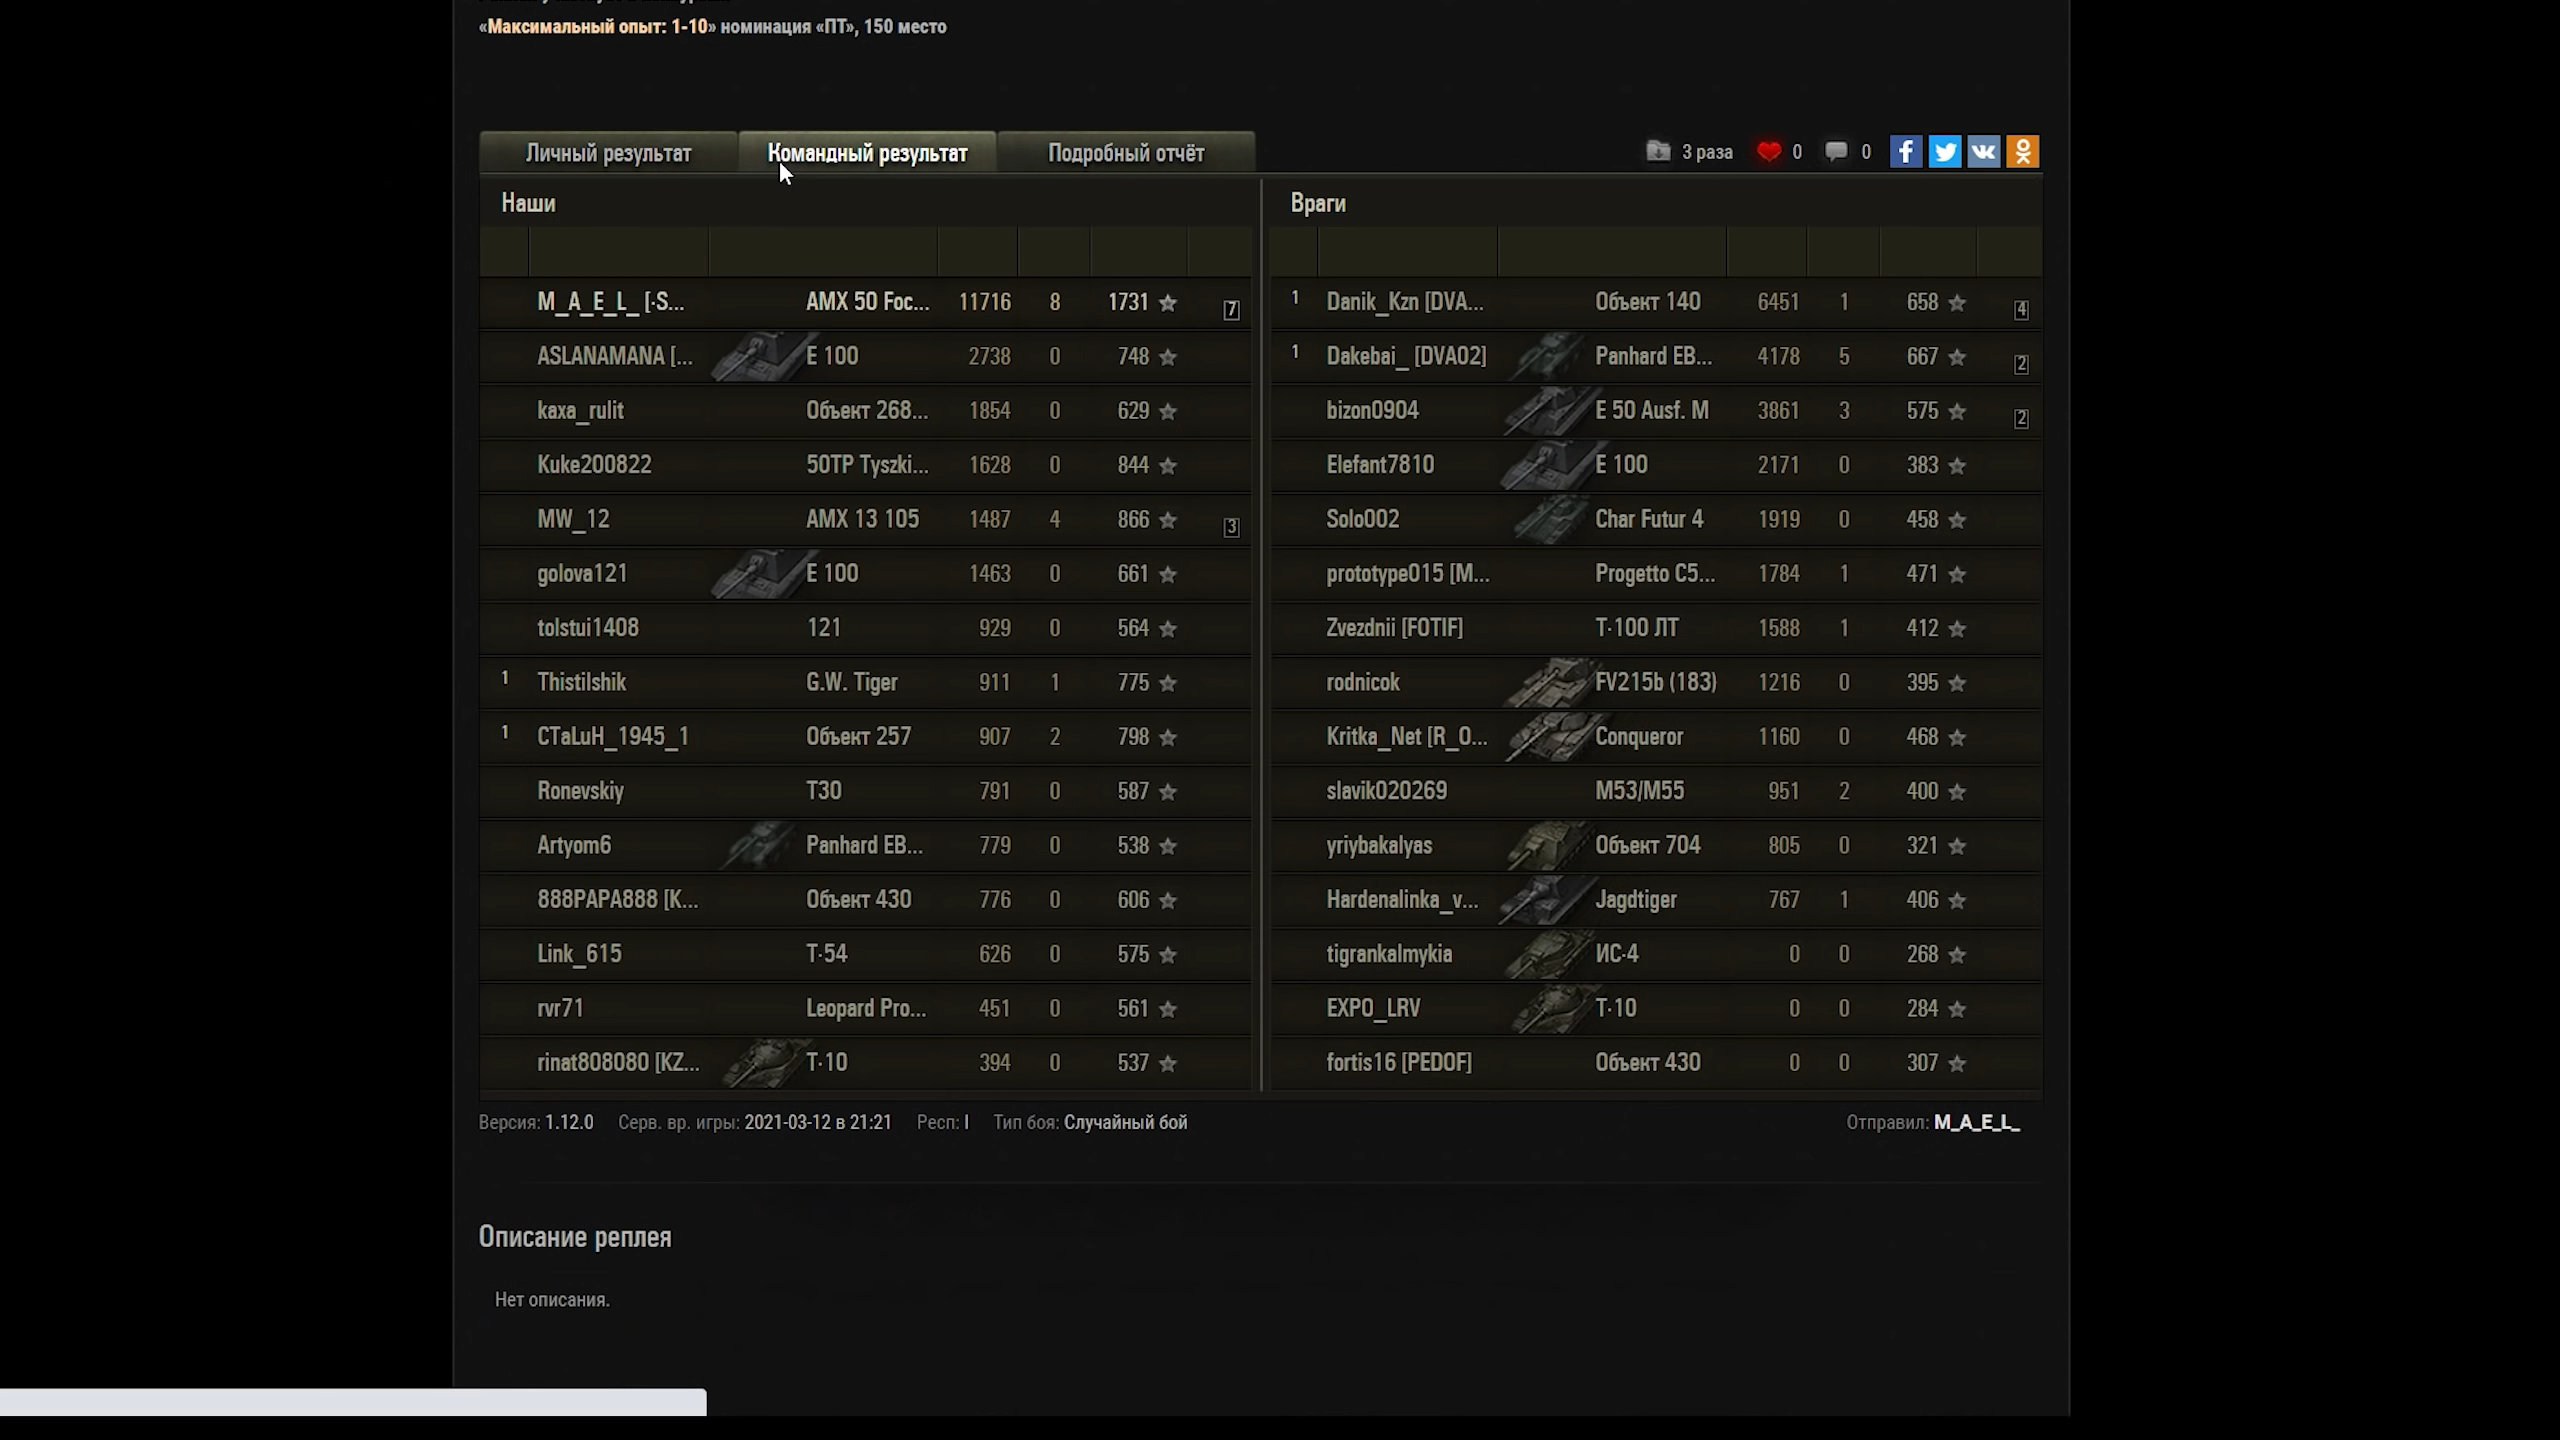 «Максимальный опыт: 1-10» номинация «ПТ», 150 место
Личный результат Командный результат Подробный отчёт 3 раза 0 0
Наши
M_A_E_L_ [-S... AMX 50 Foc... 11716 8 1731 7
ASLANAMANA [... E 100 2738 0 748
kaxa_rulit Объект 268... 1854 0 629
Kuke200822 50TP Tyszki... 1628 0 844
MW_12 AMX 13 105 1487 4 866 3
golova121 E 100 1463 0 661
tolstui1408 121 929 0 564
1 Thistilshik G.W. Tiger 911 1 775
1 CTaLuH_1945_1 Объект 257 907 2 798
Ronevskiy T30 791 0 587
Artyom6 Panhard EB... 779 0 538
888PAPA888 [K... Объект 430 776 0 606
Link_615 Т-54 626 0 575
rvr71 Leopard Pro... 451 0 561
rinat808080 [KZ... Т-10 394 0 537
Враги
1 Danik_Kzn [DVA... Объект 140 6451 1 658 4
1 Dakebai_ [DVA02] Panhard EB... 4178 5 667 2
bizon0904 E 50 Ausf. M 3861 3 575 2
Elefant7810 E 100 2171 0 383
Solo002 Char Futur 4 1919 0 458
prototype015 [M... Progetto C5... 1784 1 471
Zvezdnii [FOTIF] Т-100 ЛТ 1588 1 412
rodnicok FV215b (183) 1216 0 395
Kritka_Net [R_O... Conqueror 1160 0 468
slavik020269 M53/M55 951 2 400
yriybakalyas Объект 704 805 0 321
Hardenalinka_v... Jagdtiger 767 1 406
tigrankalmykia ИС-4 0 0 268
EXPO_LRV Т-10 0 0 284
fortis16 [PEDOF] Объект 430 0 0 307
Версия: 1.12.0 Серв. вр. игры: 2021-03-12 в 21:21 Респ: I Тип боя: Случайный бой Отправил: M_A_E_L_
Описание реплея
Нет описания.